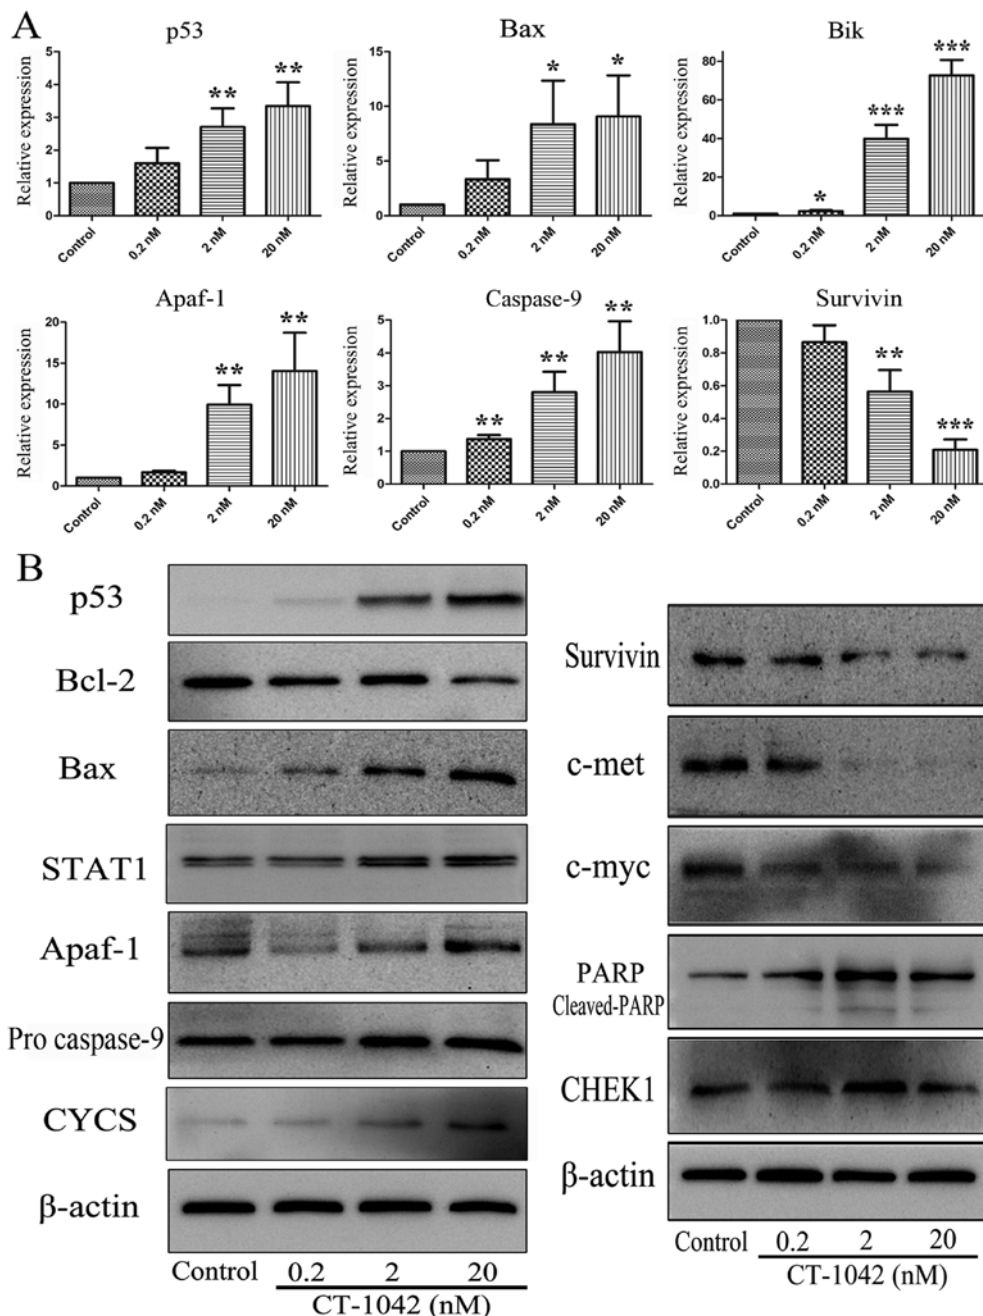 A
p53
Relative expression
5
4
3
2
1
0
**
**
Control
0.2 nM
2 nM
20 nM
Bax
Relative expression
15
10
5
0
*
*
Control
0.2 nM
2 nM
20 nM
Bik
Relative expression
80
60
40
20
0
*
***
***
Control
0.2 nM
2 nM
20 nM
Apaf-1
Relative expression
20
15
10
5
0
**
**
Control
0.2 nM
2 nM
20 nM
Caspase-9
Relative expression
5
4
3
2
1
0
**
**
**
Control
0.2 nM
2 nM
20 nM
Survivin
Relative expression
1.0
0.8
0.6
0.4
0.2
0.0
**
***
Control
0.2 nM
2 nM
20 nM
B
p53
Bcl-2
Bax
STAT1
Apaf-1
Pro caspase-9
CYCS
β-actin
Control 0.2 2 20
CT-1042 (nM)
Survivin
c-met
c-myc
PARP
Cleaved-PARP
CHEK1
β-actin
Control 0.2 2 20
CT-1042 (nM)